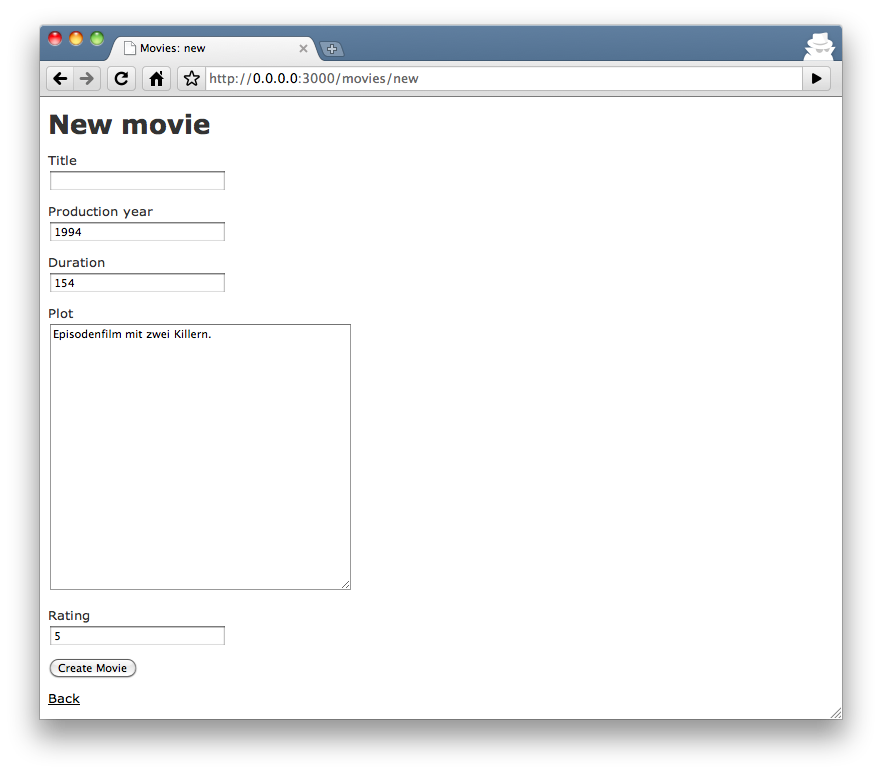 Movies: new
http://0.0.0.0:3000/movies/new
New movie
Title
Production year
1994
Duration
154
Plot
Episodenfilm mit zwei Killern.
Rating
5
Create Movie
Back